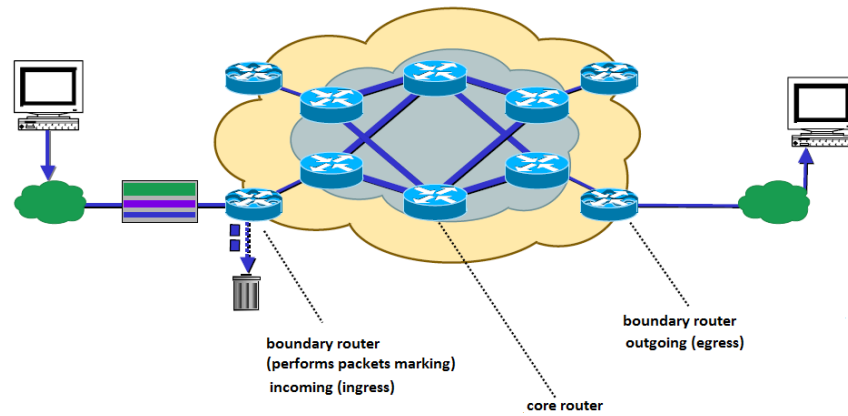 boundary router
(performs packets marking)
incoming (ingress)
core router
boundary router
outgoing (egress)